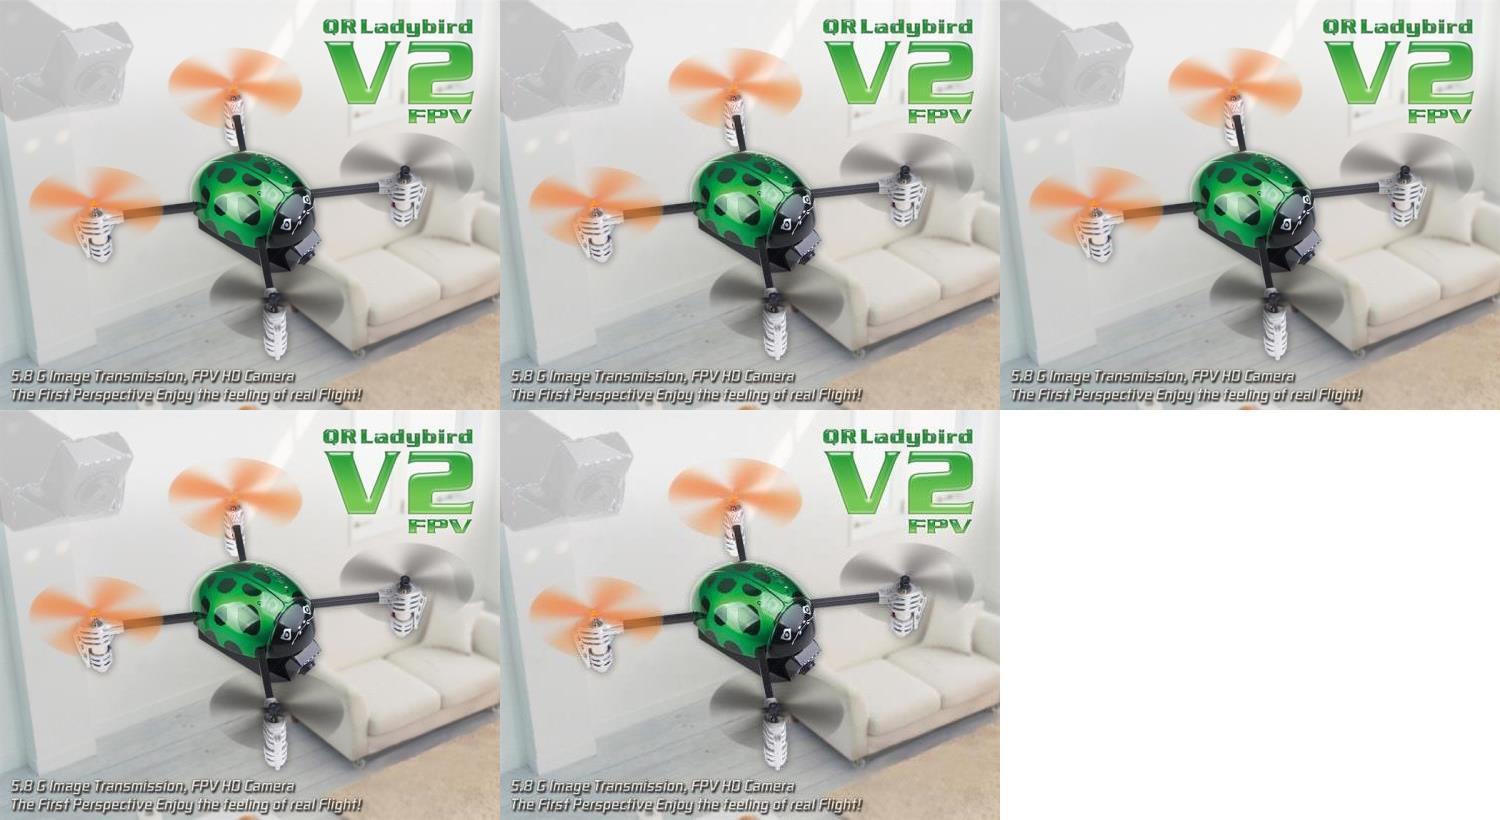 QR Ladybird
V2
FPV
5.8 G Image Transmission, FPV HD Camera
The First Perspective Enjoy the feeling of real Flight!
QR Ladybird
V2
FPV
5.8 G Image Transmission, FPV HD Camera
The First Perspective Enjoy the feeling of real Flight!
QR Ladybird
V2
FPV
5.8 G Image Transmission, FPV HD Camera
The First Perspective Enjoy the feeling of real Flight!
QR Ladybird
V2
FPV
5.8 G Image Transmission, FPV HD Camera
The First Perspective Enjoy the feeling of real Flight!
QR Ladybird
V2
FPV
5.8 G Image Transmission, FPV HD Camera
The First Perspective Enjoy the feeling of real Flight!